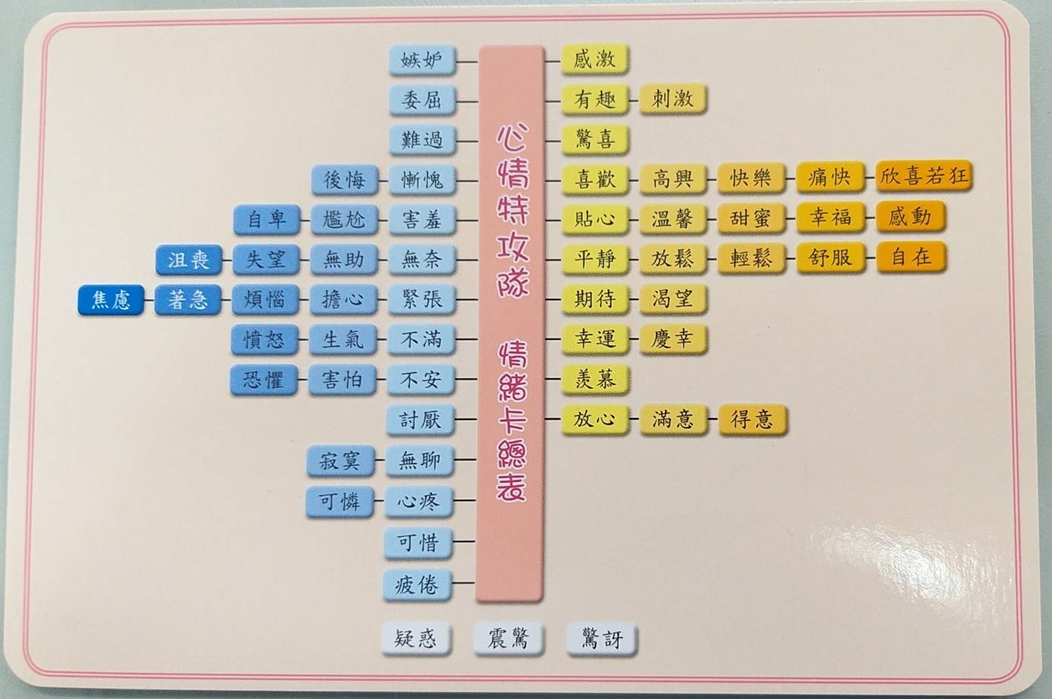 心情特攻隊 情緒卡總表
嫉妒 感激
委屈 有趣 刺激
難過 驚喜
後悔 慚愧 喜歡 高興 快樂 痛快 欣喜若狂
自卑 尷尬 害羞 貼心 溫馨 甜蜜 幸福 感動
沮喪 失望 無助 無奈 平靜 放鬆 輕鬆 舒服 自在
焦慮 著急 煩惱 擔心 緊張 期待 渴望
憤怒 生氣 不滿 幸運 慶幸
恐懼 害怕 不安 羨慕
討厭 放心 滿意 得意
寂寞 無聊
可憐 心疼
可惜
疲倦
疑惑 震驚 驚訝